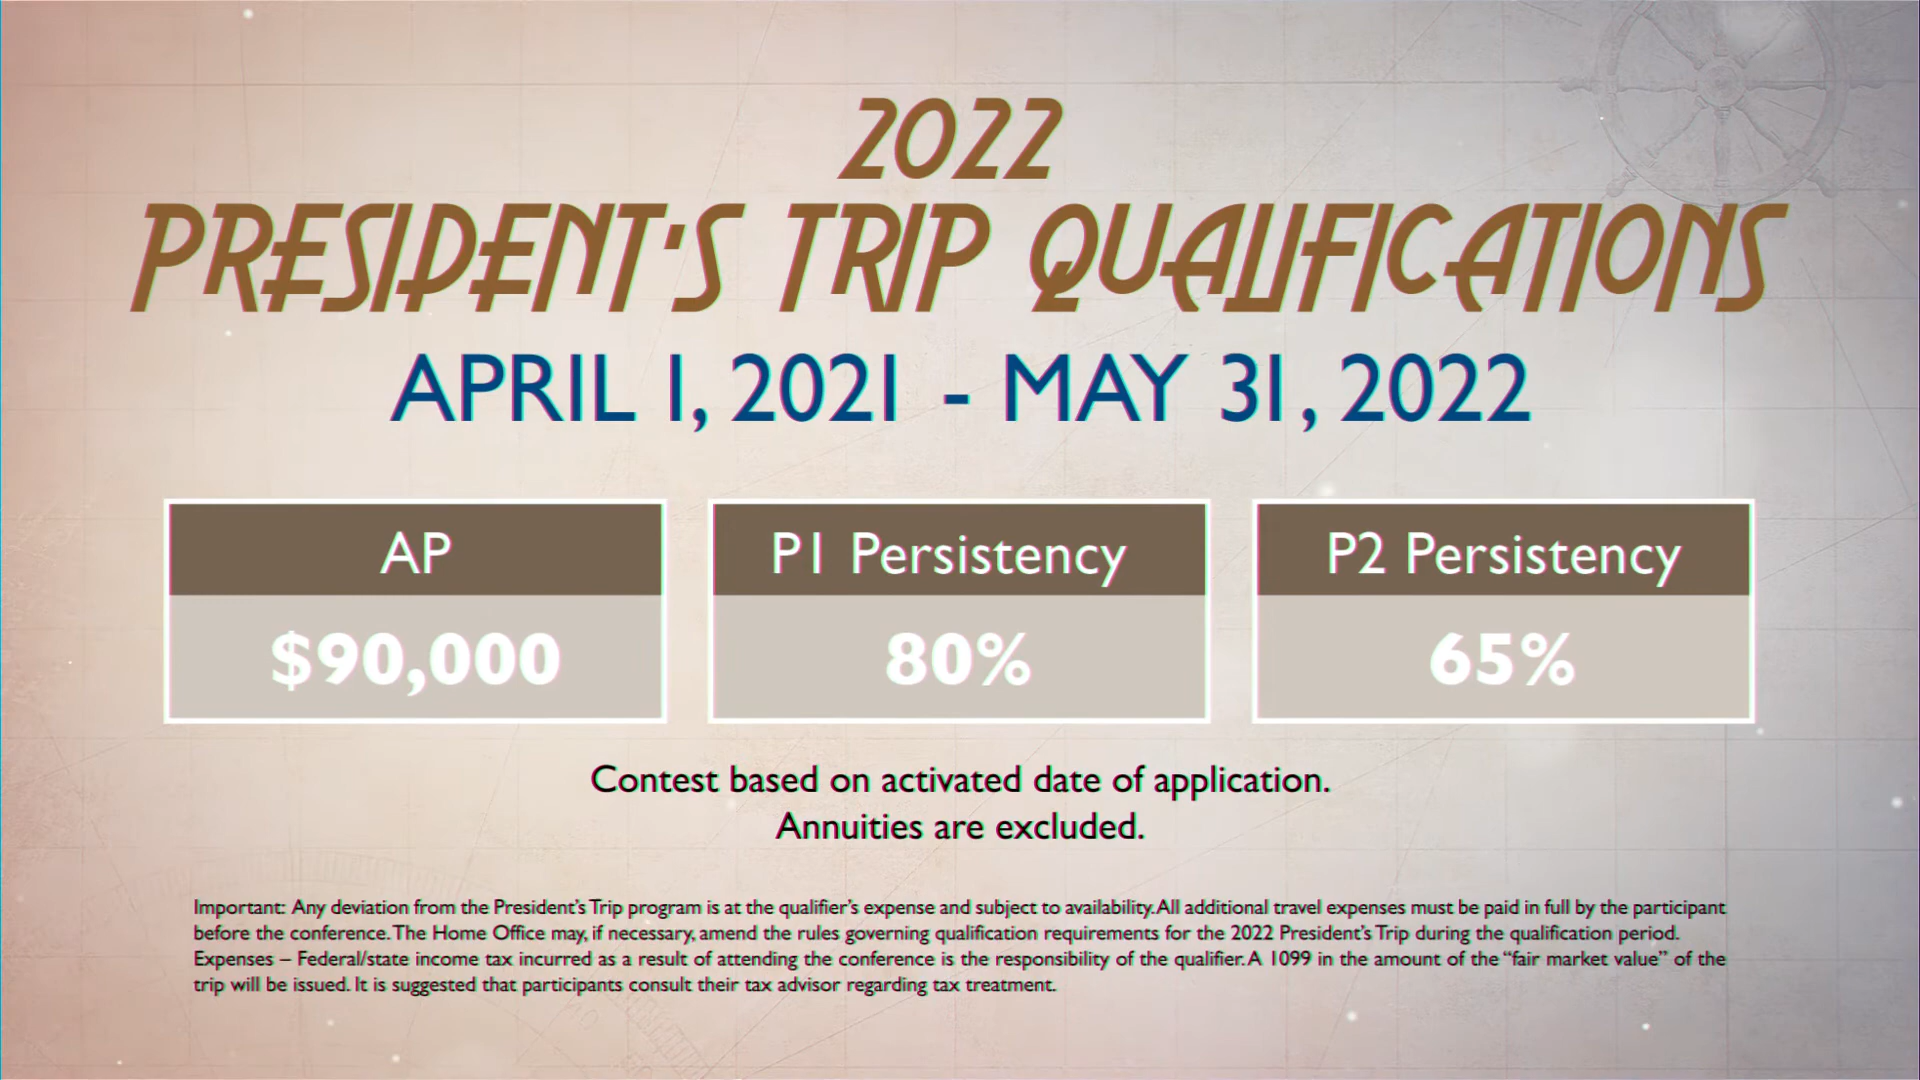 2022
PRESIDENT'S TRIP QUALIFICATIONS
APRIL 1, 2021 - MAY 31, 2022
AP
P1 Persistency
P2 Persistency
$90,000
80%
65%
Contest based on activated date of application.
Annuities are excluded.
Important: Any deviation from the President's Trip program is at the qualifier's expense and subject to availability. All additional travel expenses must be paid in full by the participant
before the conference. The Home Office may, if necessary, amend the rules governing qualification requirements for the 2022 President's Trip during the qualification period.
Expenses – Federal/state income tax incurred as a result of attending the conference is the responsibility of the qualifier. A 1099 in the amount of the “fair market value” of the
trip will be issued. It is suggested that participants consult their tax advisor regarding tax treatment.